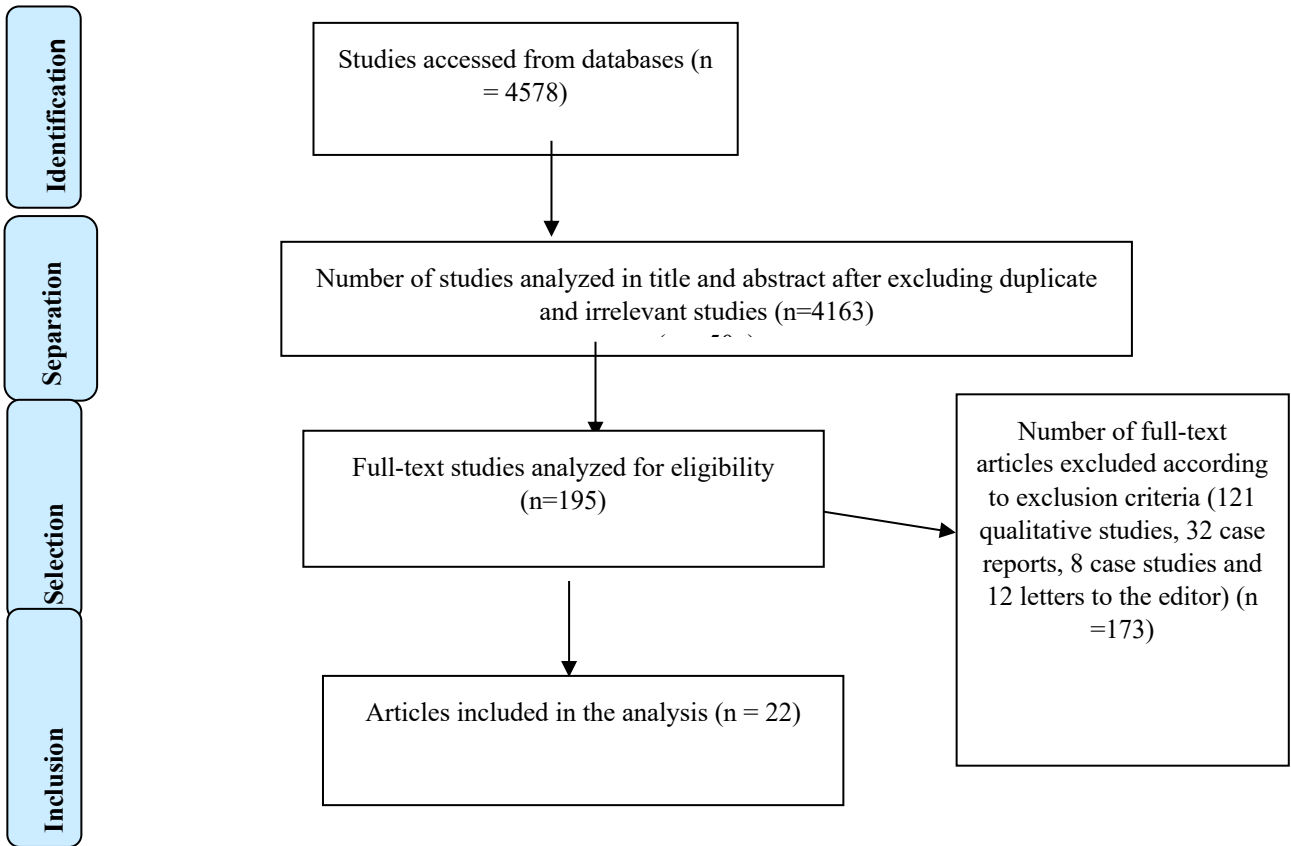 Identification
Studies accessed from databases (n
= 4578)
Separation
Number of studies analyzed in title and abstract after excluding duplicate
and irrelevant studies (n=4163)
Selection
Full-text studies analyzed for eligibility
(n=195)
Number of full-text
articles excluded according
to exclusion criteria (121
qualitative studies, 32 case
reports, 8 case studies and
12 letters to the editor) (n
=173)
Inclusion
Articles included in the analysis (n = 22)